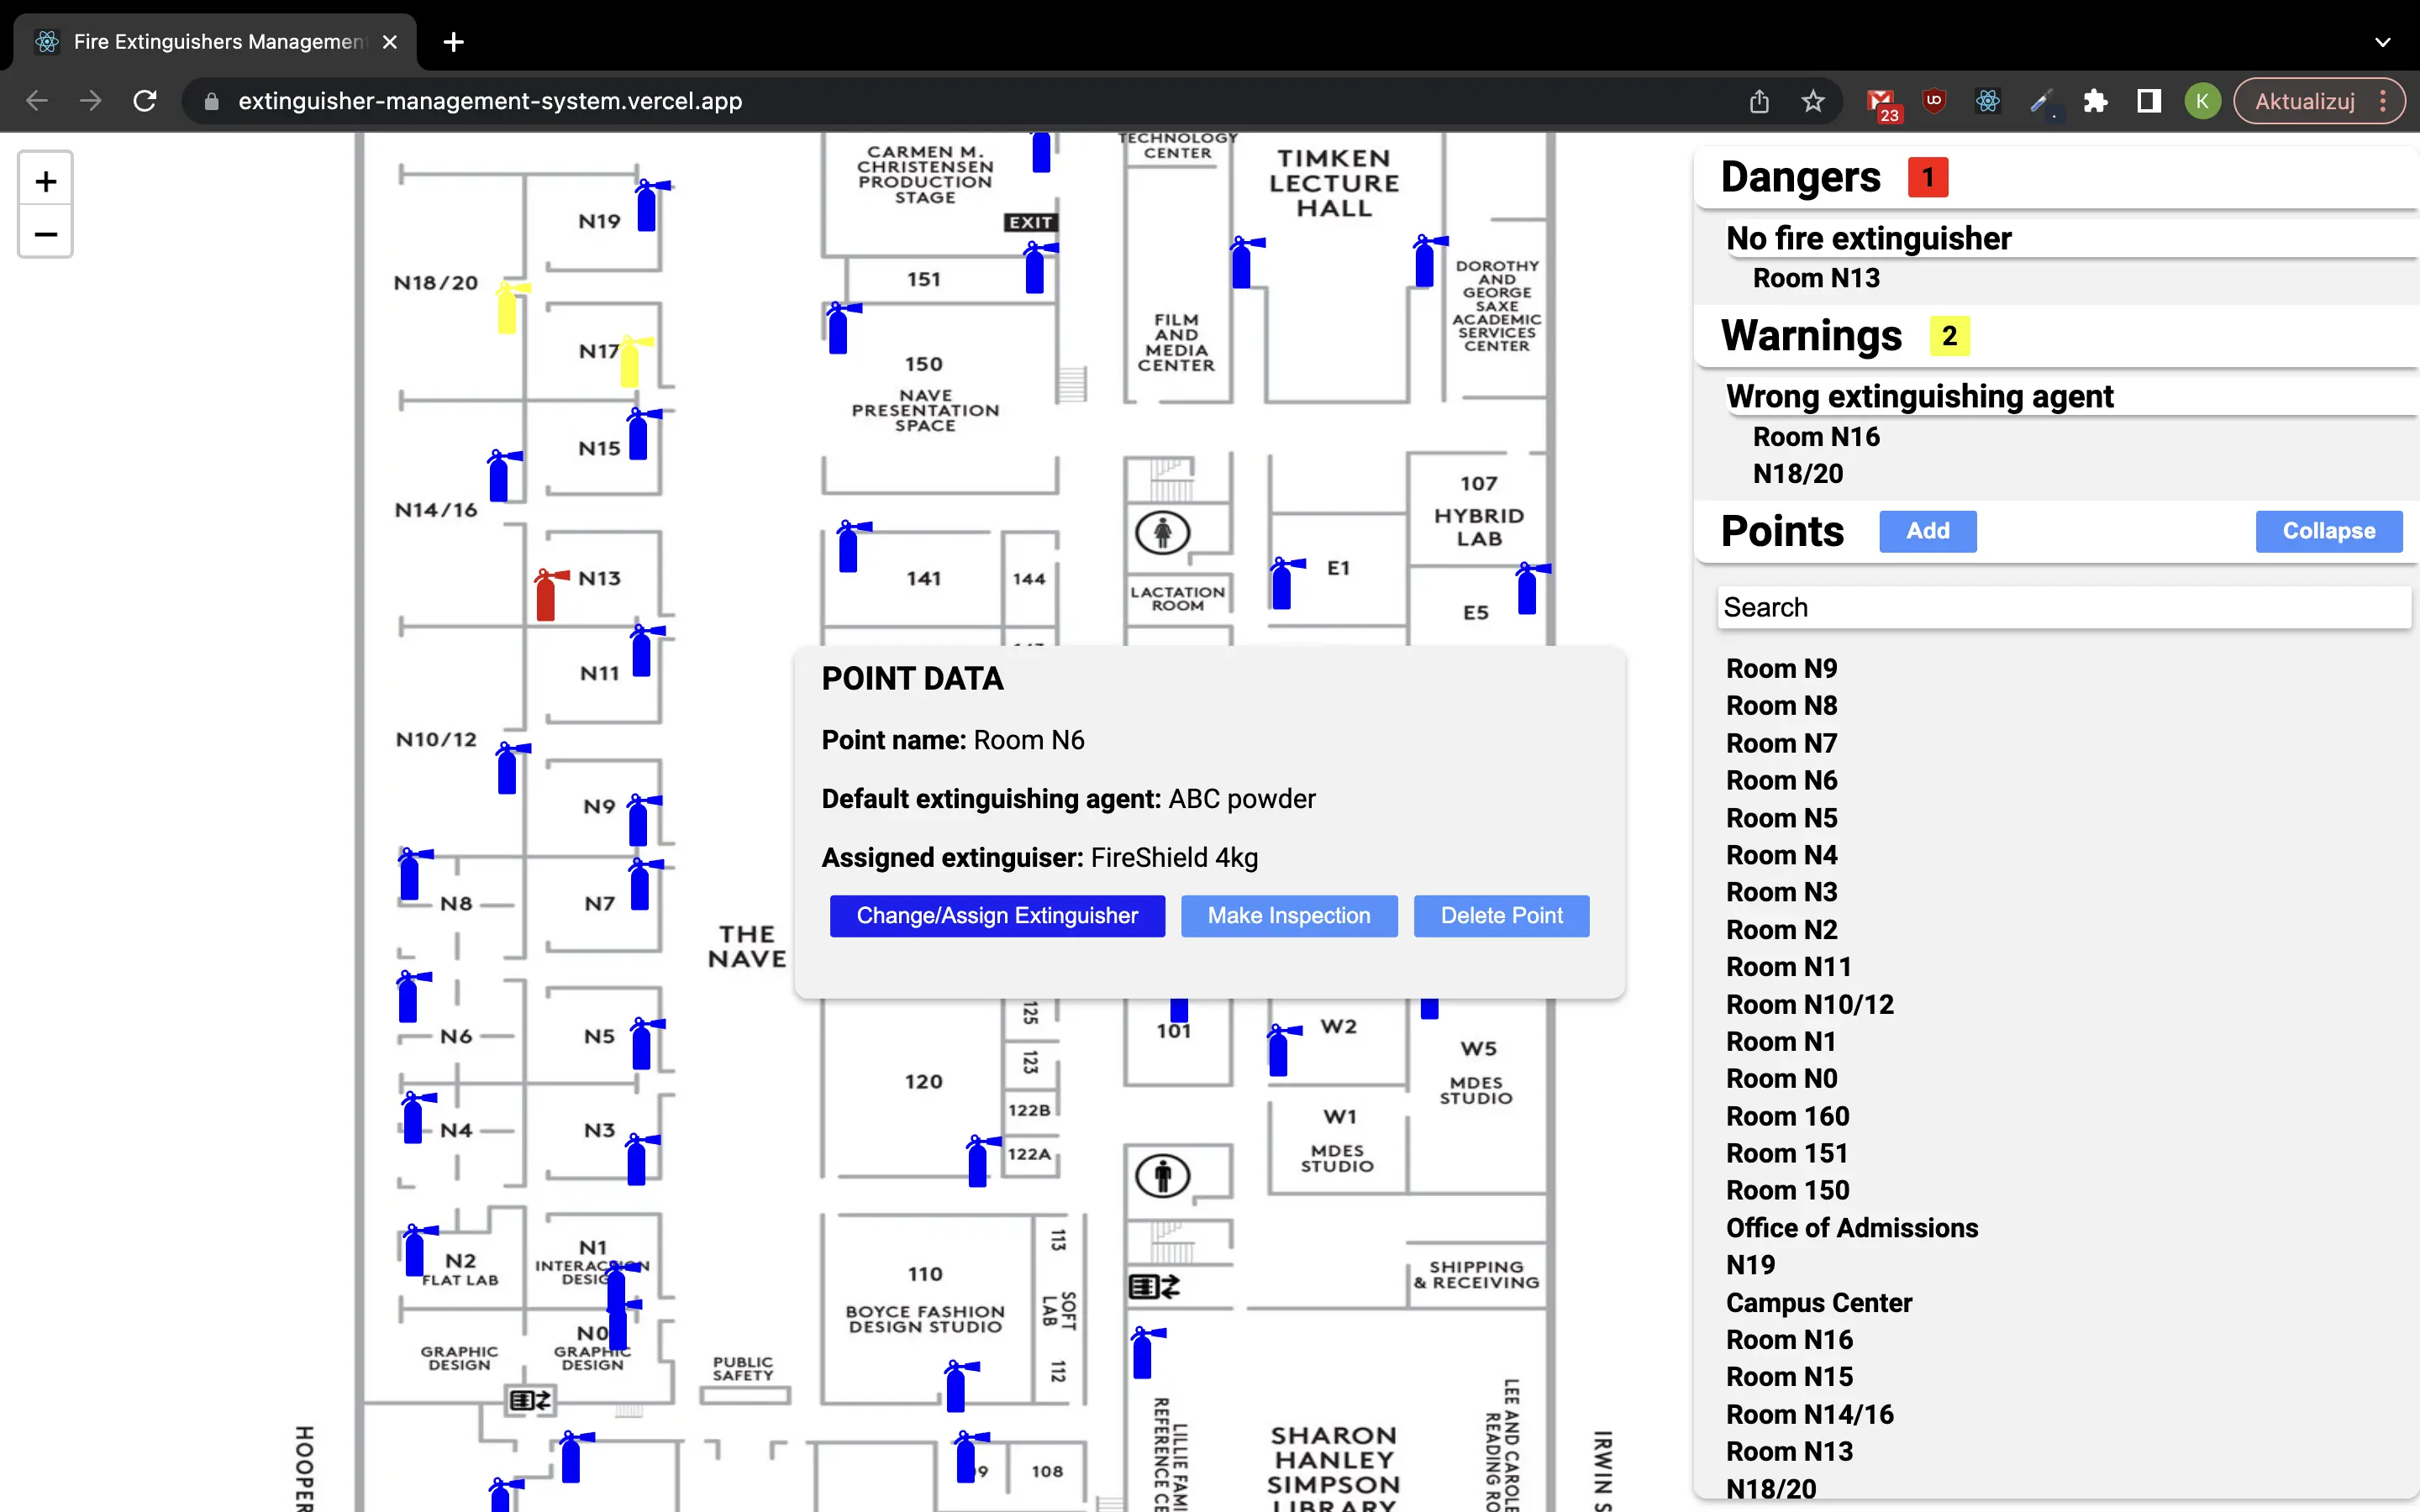 Fire Extinguishers Managemen
extinguisher-management-system.vercel.app
23
K
Aktualizuj
+
−
N19
N18/20
N17
N15
N14/16
N13
N11
N10/12
N9
N8
N7
N6
N5
N4
N3
N2
FLAT LAB
N1
INTERACTION
DESIGN
N0
GRAPHIC
DESIGN
GRAPHIC
DESIGN
HOOPER
THE
NAVE
PUBLIC
SAFETY
CARMEN M.
CHRISTENSEN
PRODUCTION
STAGE
EXIT
151
150
NAVE
PRESENTATION
SPACE
141
144
TECHNOLOGY
CENTER
FILM
AND
MEDIA
CENTER
TIMKEN
LECTURE
HALL
DOROTHY
AND
GEORGE
SAXE
ACADEMIC
SERVICES
CENTER
107
HYBRID
LAB
LACTATION
ROOM
E1
E5
POINT DATA
Point name: Room N6
Default extinguishing agent: ABC powder
Assigned extinguiser: FireShield 4kg
Change/Assign Extinguisher
Make Inspection
Delete Point
125
123
120
122B
122A
101
W2
W5
MDES
STUDIO
W1
MDES
STUDIO
113
110
BOYCE FASHION
DESIGN STUDIO
SOFT
LAB
112
108
SHIPPING
& RECEIVING
SHARON
HANLEY
SIMPSON
LIBRARY
LILLIE FAMI
REFERENCE CE
LEE AND CAROLE
READING RO
IRWIN S
Dangers 1
No fire extinguisher
Room N13
Warnings 2
Wrong extinguishing agent
Room N16
N18/20
Points Add Collapse
Search
Room N9
Room N8
Room N7
Room N6
Room N5
Room N4
Room N3
Room N2
Room N11
Room N10/12
Room N1
Room N0
Room 160
Room 151
Room 150
Office of Admissions
N19
Campus Center
Room N16
Room N15
Room N14/16
Room N13
N18/20